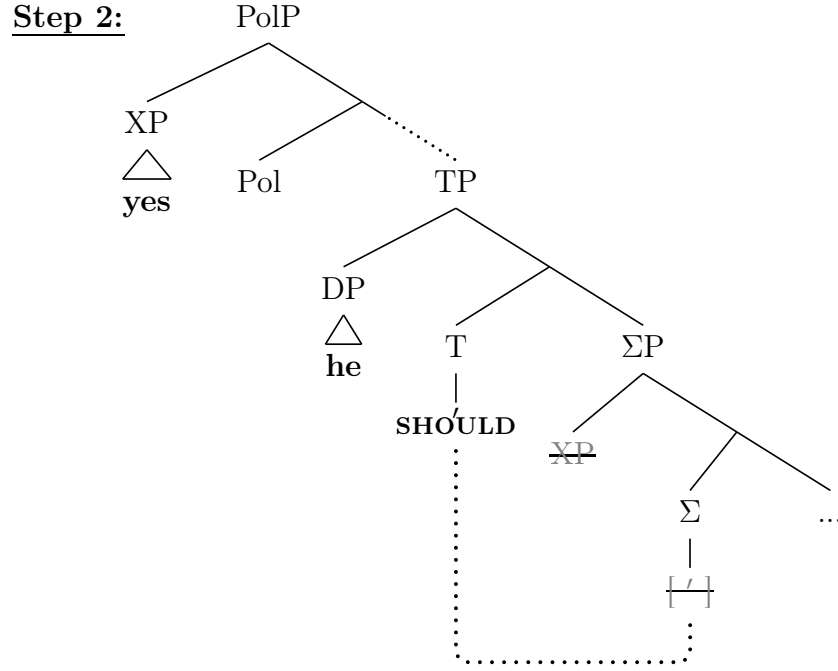 Step 2: PolP
XP
yes Pol TP
DP
he T ΣP
SHOULD XP
Σ ...
[ ′ ]